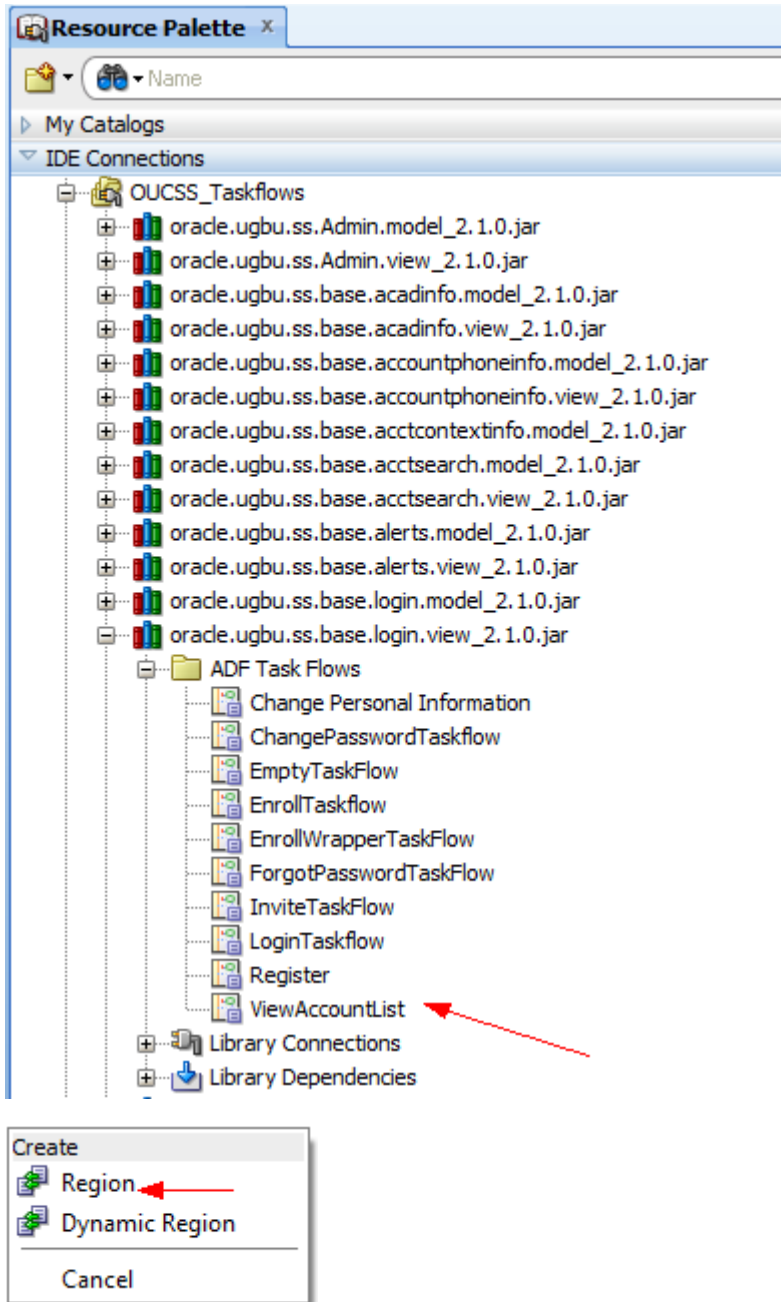 Resource Palette x
Name
My Catalogs
IDE Connections
OUCSS_Taskflows
oracle.ugbu.ss.Admin.model_2.1.0.jar
oracle.ugbu.ss.Admin.view_2.1.0.jar
oracle.ugbu.ss.base.acadinfo.model_2.1.0.jar
oracle.ugbu.ss.base.acadinfo.view_2.1.0.jar
oracle.ugbu.ss.base.accountphoneinfo.model_2.1.0.jar
oracle.ugbu.ss.base.accountphoneinfo.view_2.1.0.jar
oracle.ugbu.ss.base.acctcontextinfo.model_2.1.0.jar
oracle.ugbu.ss.base.acctsearch.model_2.1.0.jar
oracle.ugbu.ss.base.acctsearch.view_2.1.0.jar
oracle.ugbu.ss.base.alerts.model_2.1.0.jar
oracle.ugbu.ss.base.alerts.view_2.1.0.jar
oracle.ugbu.ss.base.login.model_2.1.0.jar
oracle.ugbu.ss.base.login.view_2.1.0.jar
ADF Task Flows
Change Personal Information
ChangePasswordTaskflow
EmptyTaskFlow
EnrollTaskflow
EnrollWrapperTaskFlow
ForgotPasswordTaskFlow
InviteTaskFlow
LoginTaskflow
Register
ViewAccountList
Library Connections
Library Dependencies
Create
Region
Dynamic Region
Cancel